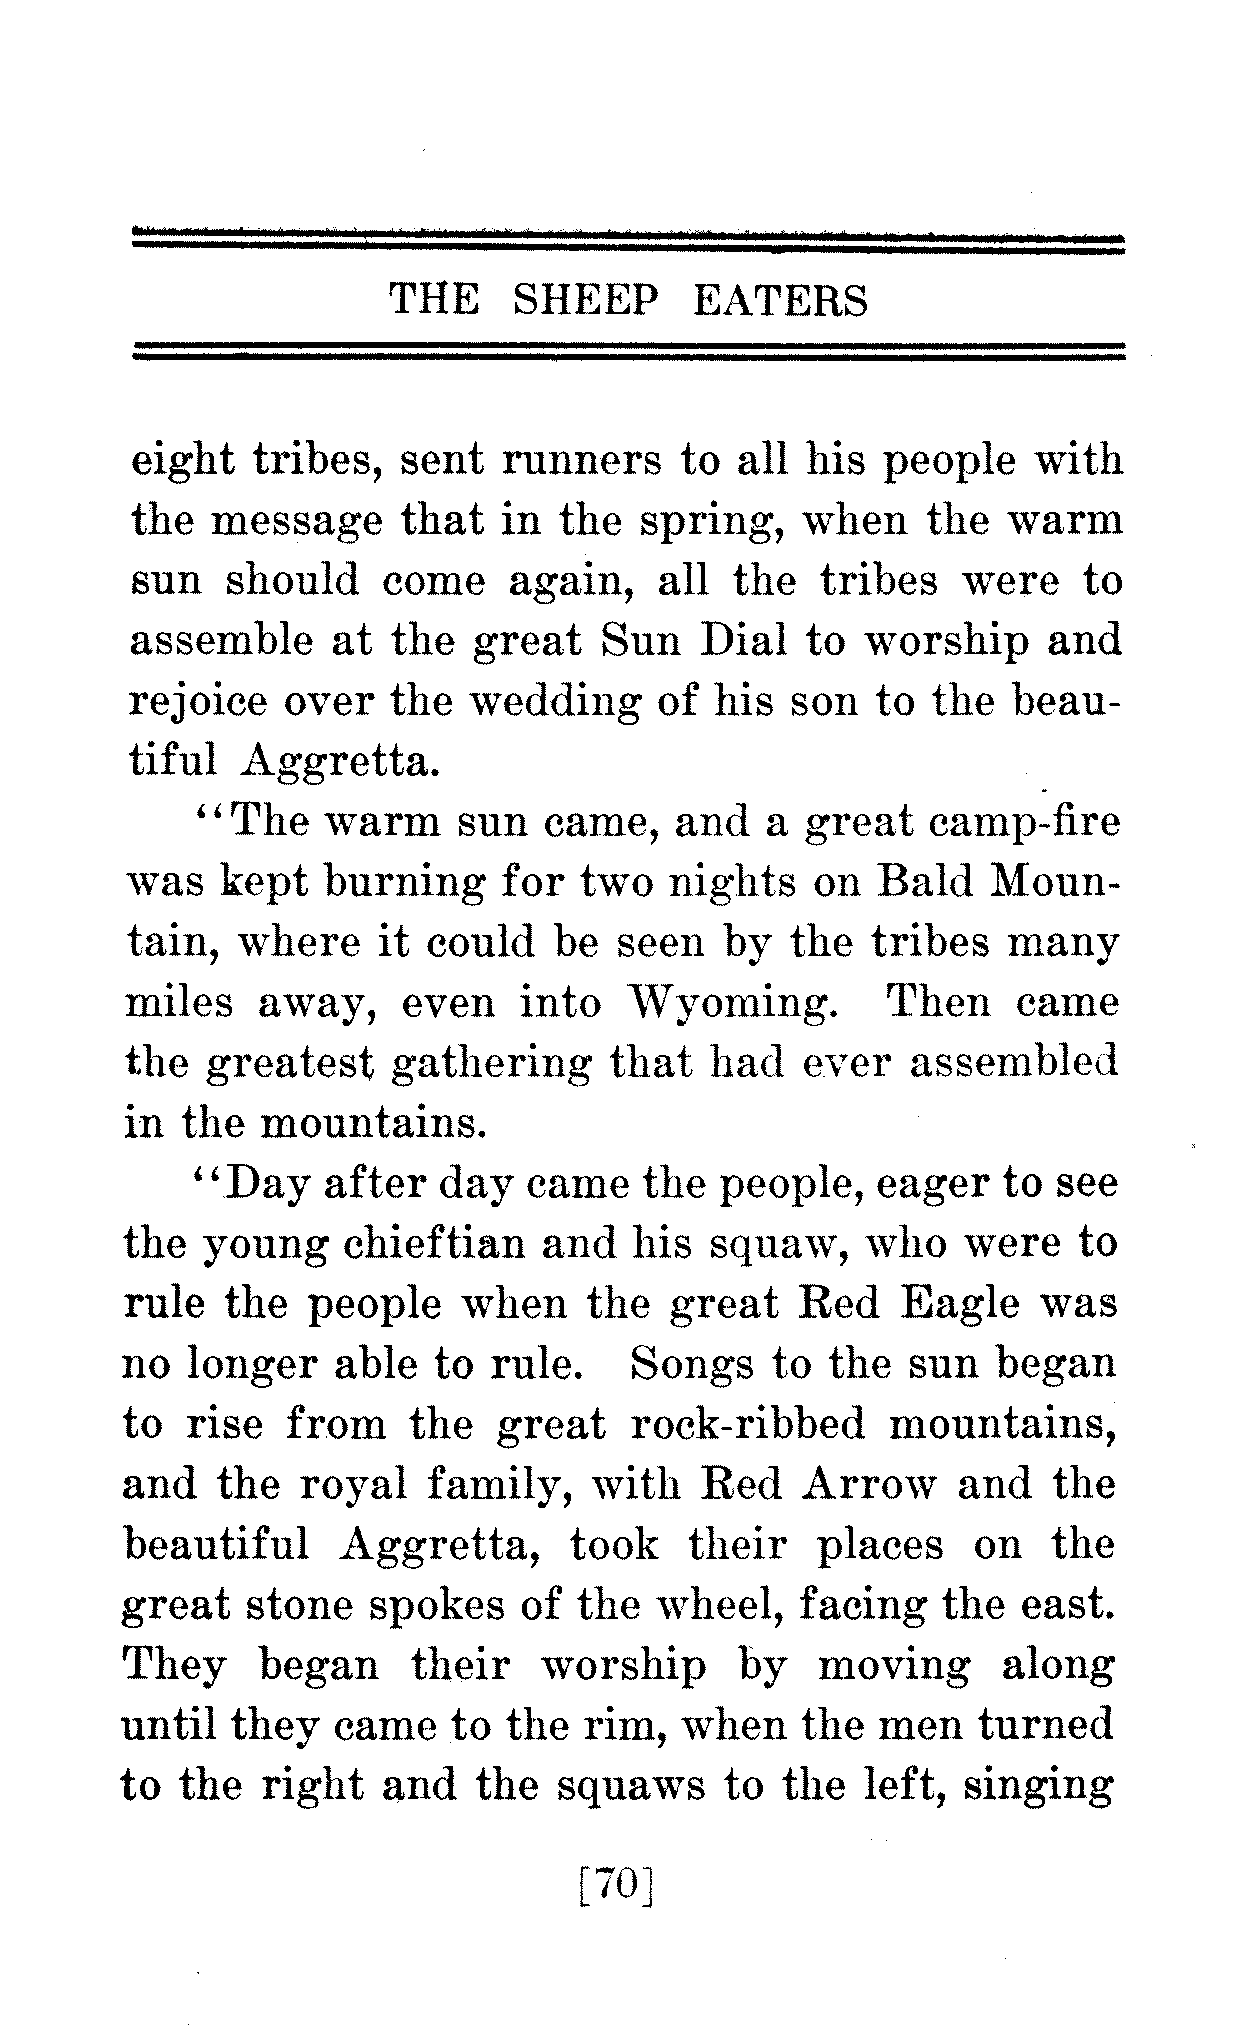 THE SHEEP EATERS
eight tribes, sent runners to all his people with
the message that in the spring, when the warm
sun should come again, all the tribes were to
assemble at the great Sun Dial to worship and
rejoice over the wedding of his son to the beau-
tiful Aggretta.
“The warm sun came, and a great camp-fire
was kept burning for two nights on Bald Moun-
tain, where it could be seen by the tribes many
miles away, even into Wyoming. Then came
the greatest gathering that had ever assembled
in the mountains.
“Day after day came the people, eager to see
the young chieftian and his squaw, who were to
rule the people when the great Red Eagle was
no longer able to rule. Songs to the sun began
to rise from the great rock-ribbed mountains,
and the royal family, with Red Arrow and the
beautiful Aggretta, took their places on the
great stone spokes of the wheel, facing the east.
They began their worship by moving along
until they came to the rim, when the men turned
to the right and the squaws to the left, singing
[70]